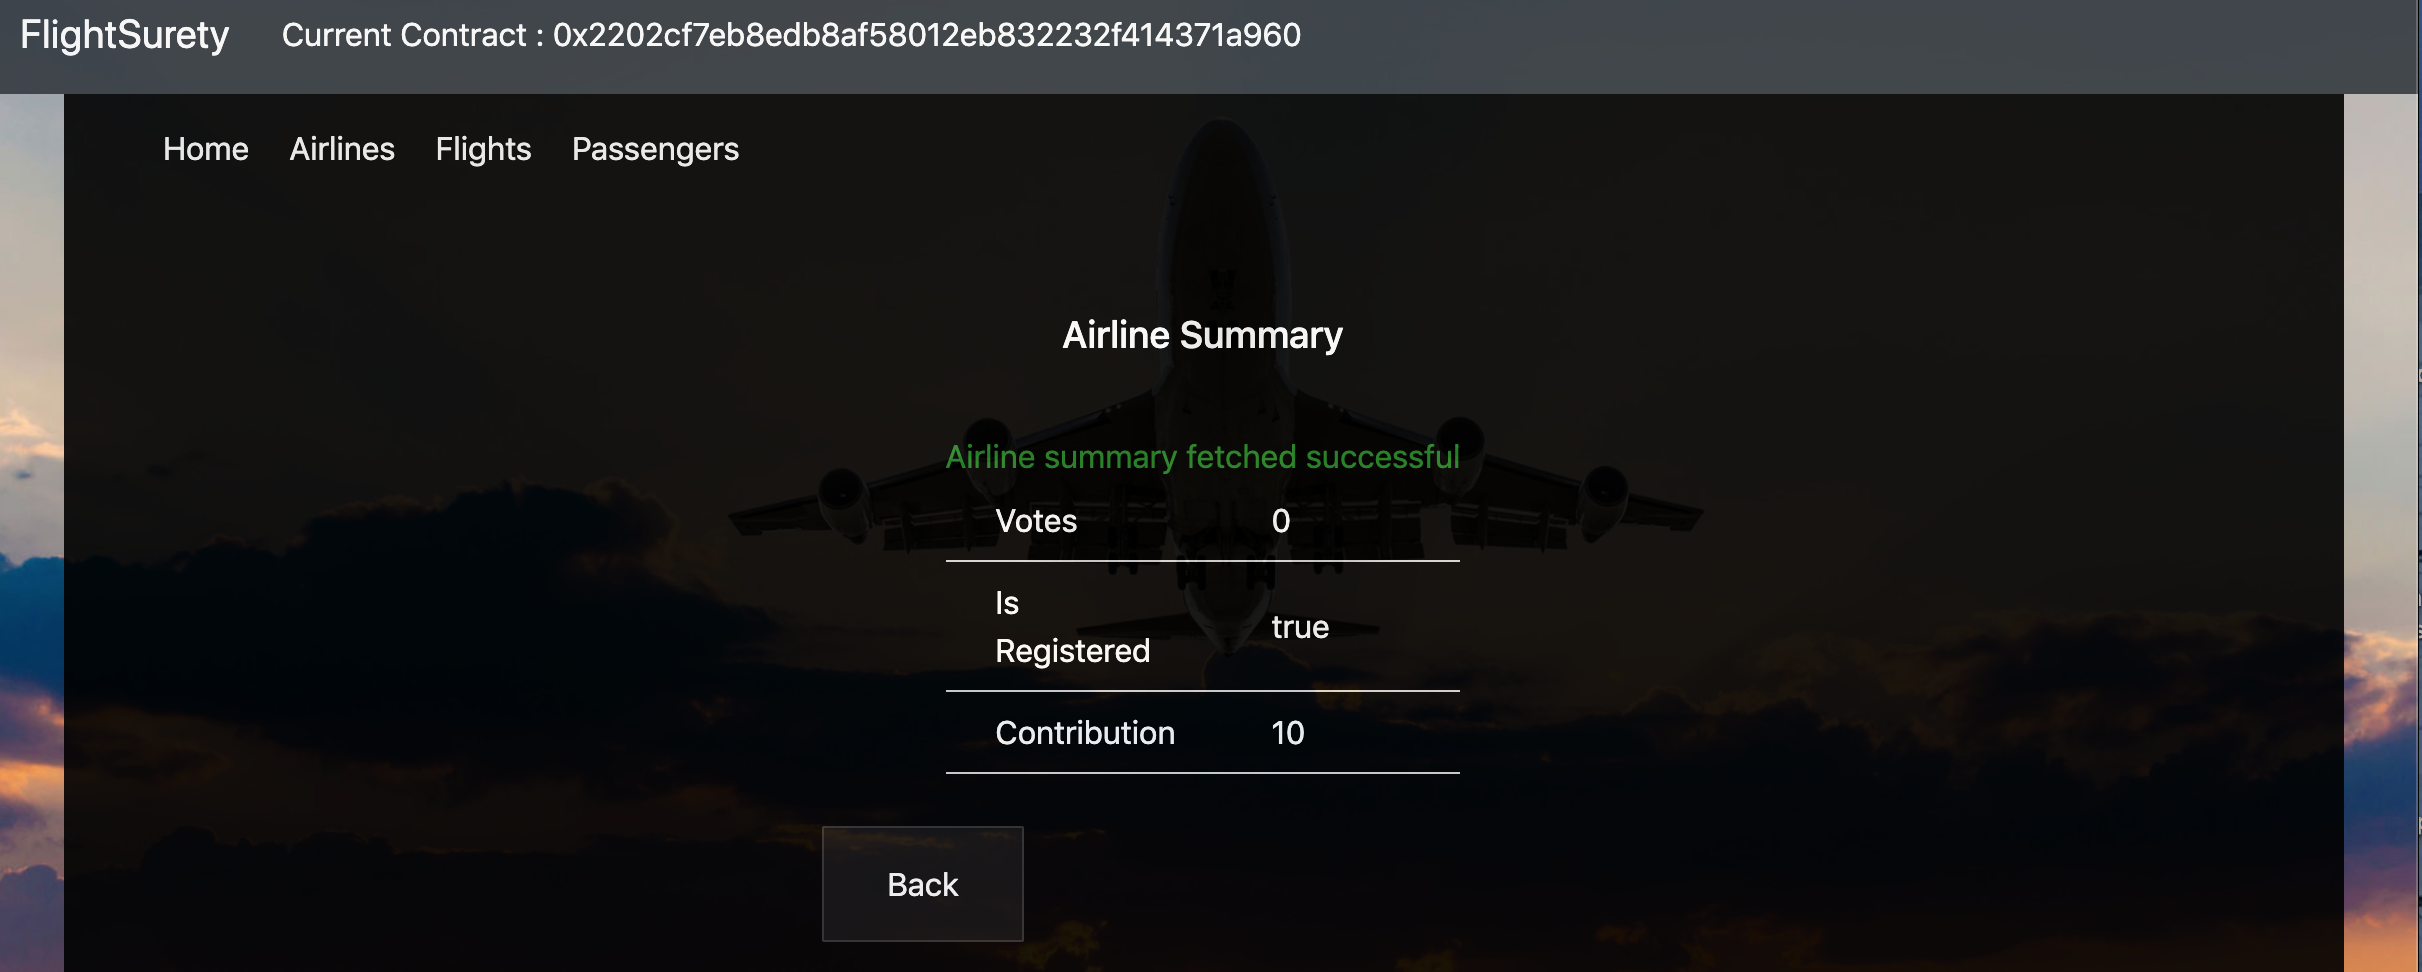 FlightSurety Current Contract : 0x2202cf7eb8edb8af58012eb832232f414371a960
Home Airlines Flights Passengers
Airline Summary
Airline summary fetched successful
Votes 0
Is
Registered true
Contribution 10
Back